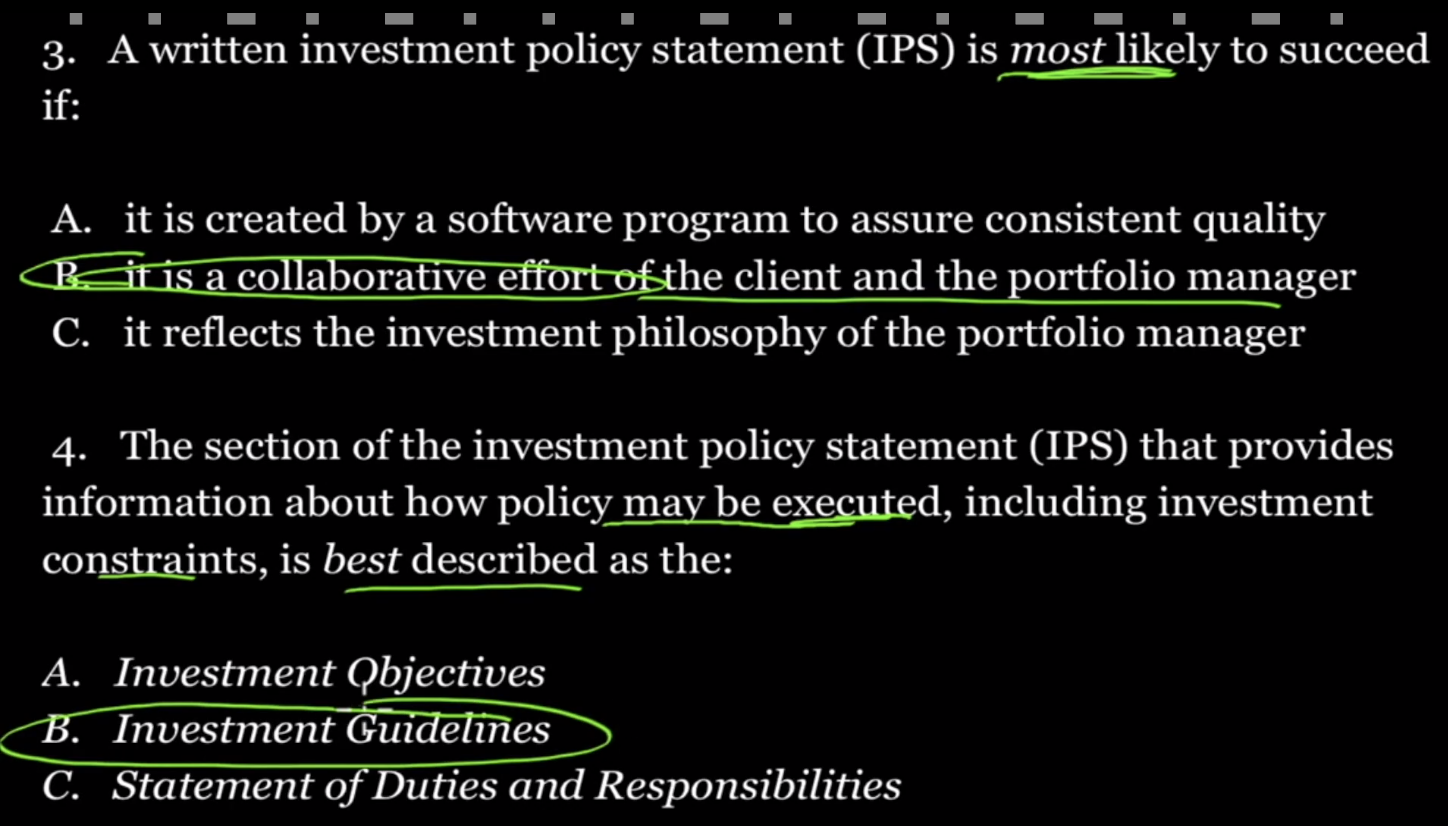 3. A written investment policy statement (IPS) is most likely to succeed
if:
A. it is created by a software program to assure consistent quality
B. it is a collaborative effort of the client and the portfolio manager
C. it reflects the investment philosophy of the portfolio manager
4. The section of the investment policy statement (IPS) that provides
information about how policy may be executed, including investment
constraints, is best described as the:
A. Investment Objectives
B. Investment Guidelines
C. Statement of Duties and Responsibilities